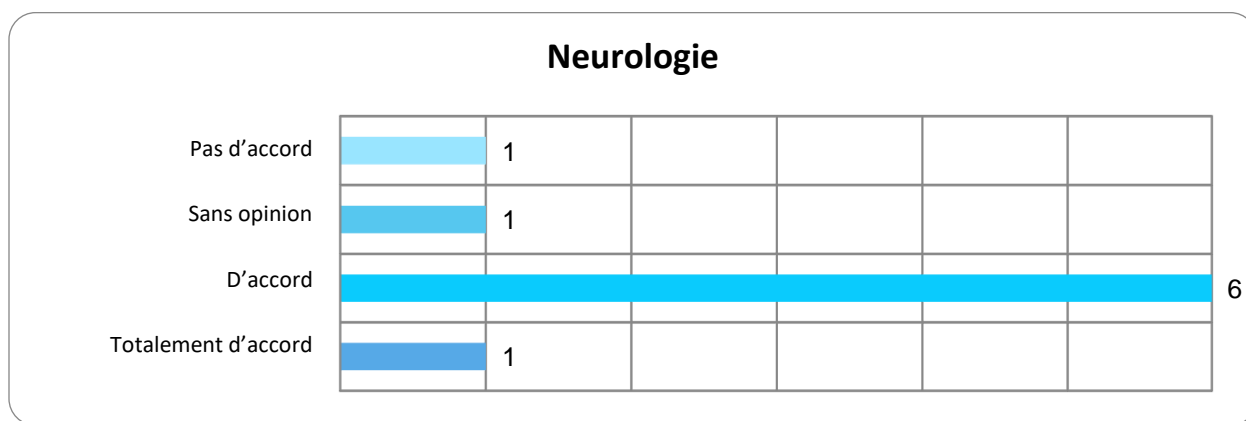 Neurologie
Pas d’accord 1
Sans opinion 1
D’accord 6
Totalement d’accord 1